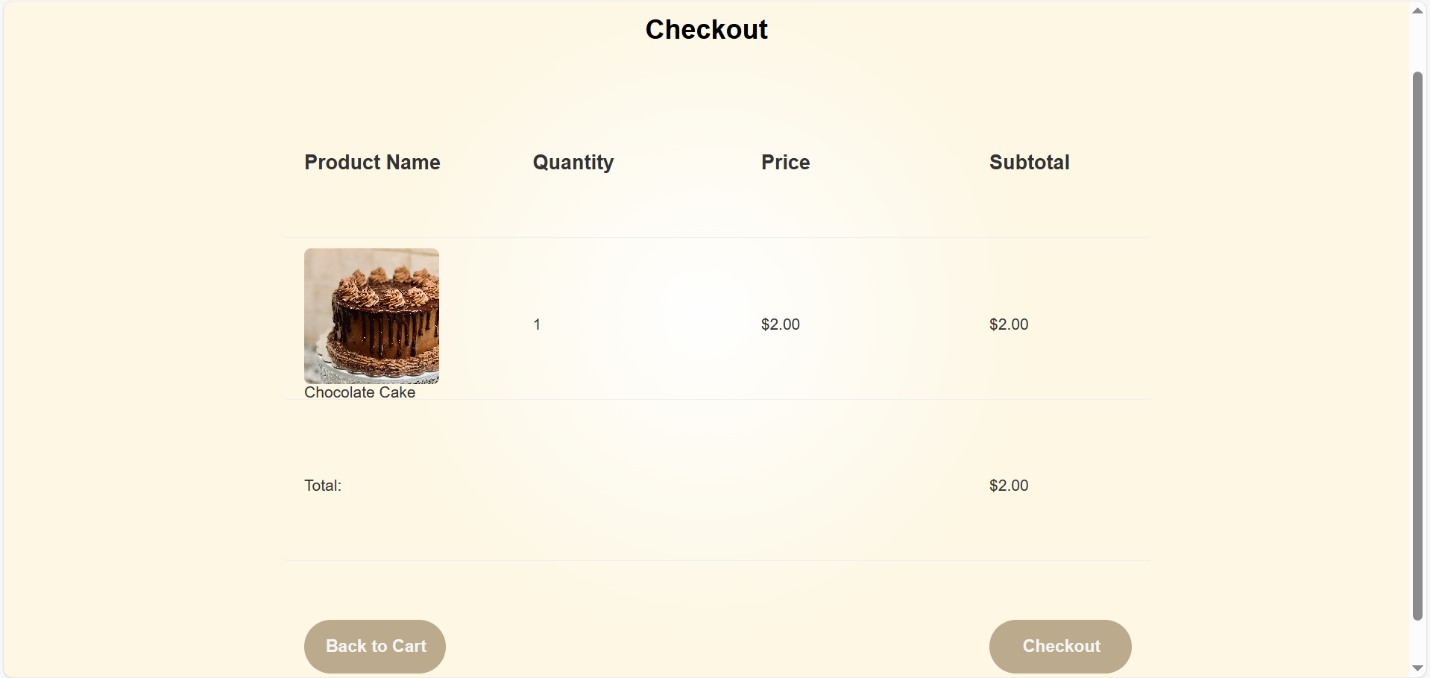 Checkout
Product Name Quantity Price Subtotal
1 $2.00 $2.00
Chocolate Cake
Total: $2.00
Back to Cart Checkout